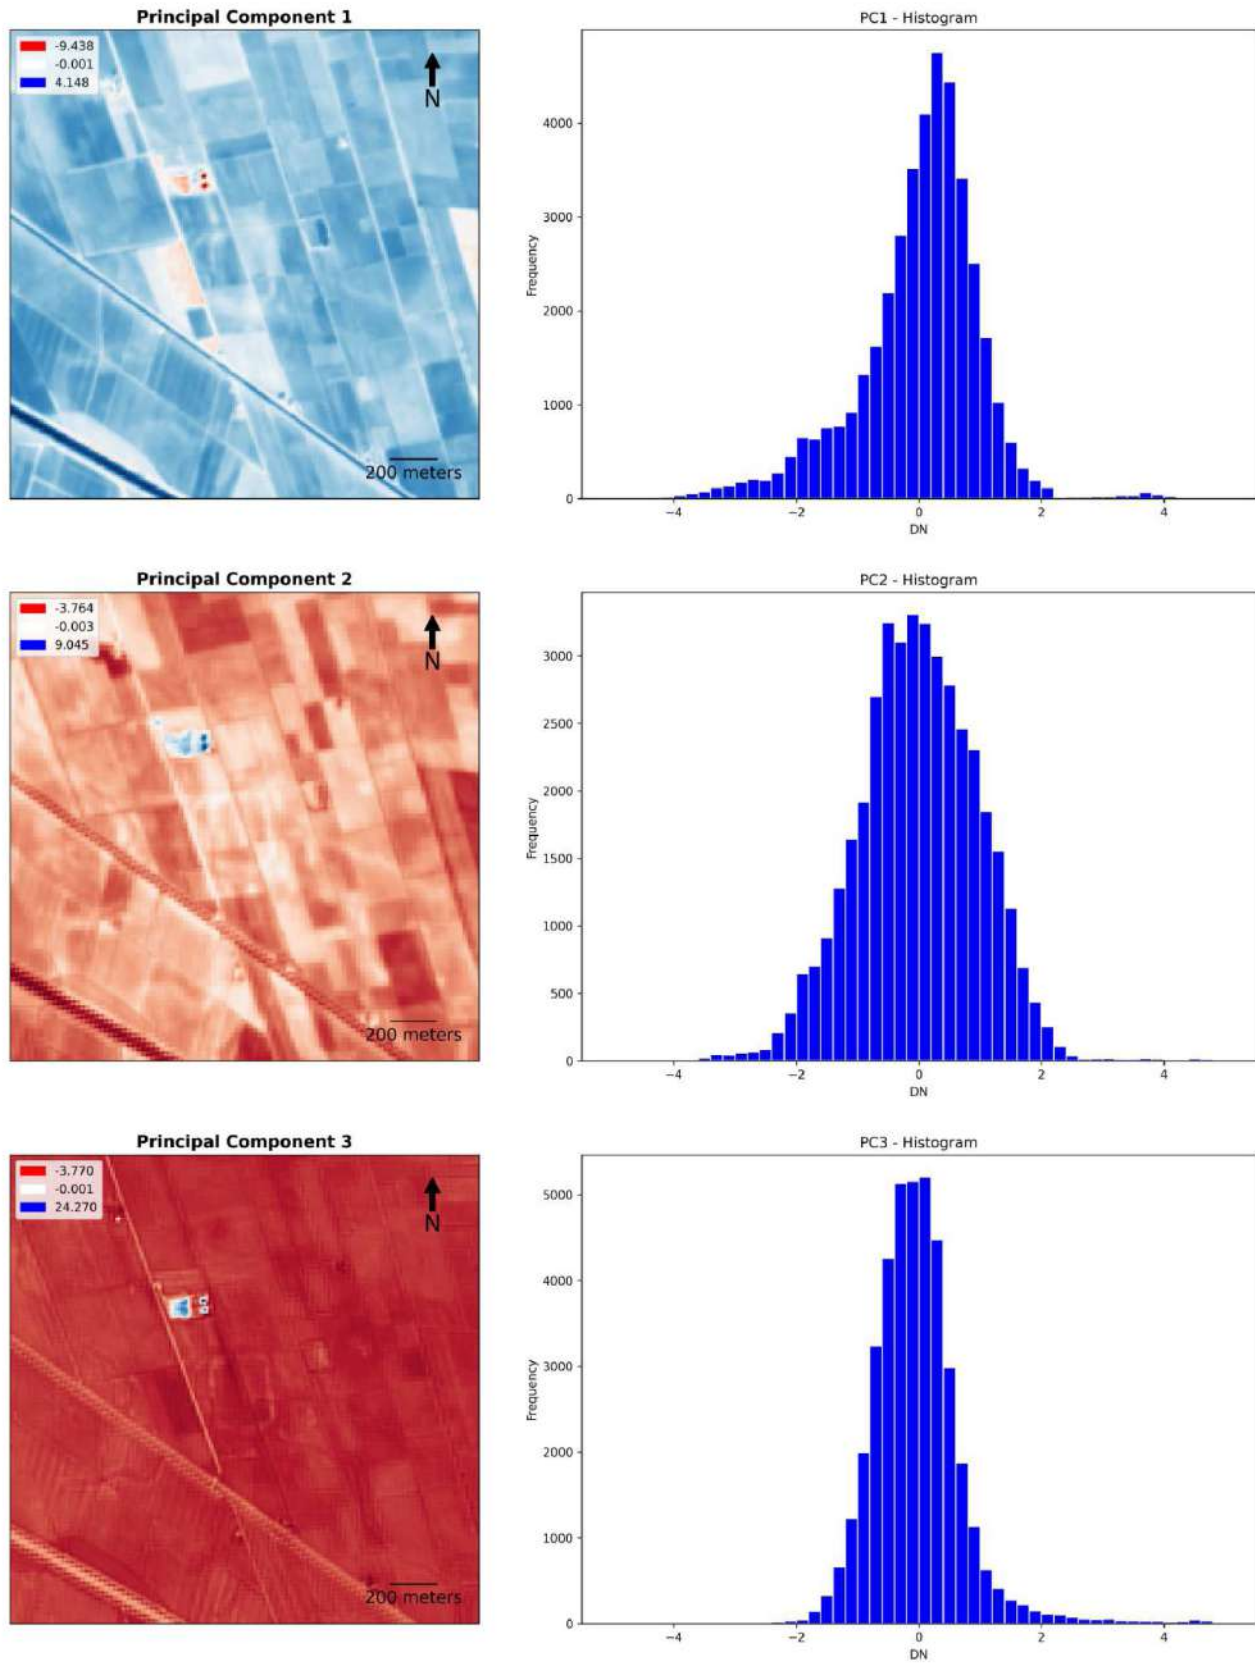 Principal Component 1
-9.438
-0.001
4.148
N
200 meters
PC1 - Histogram
Frequency
4000
3000
2000
1000
0
−4 −2 0 2 4
DN
Principal Component 2
-3.764
-0.003
9.045
N
200 meters
PC2 - Histogram
Frequency
3000
2500
2000
1500
1000
500
0
−4 −2 0 2 4
DN
Principal Component 3
-3.770
-0.001
24.270
N
200 meters
PC3 - Histogram
Frequency
5000
4000
3000
2000
1000
0
−4 −2 0 2 4
DN